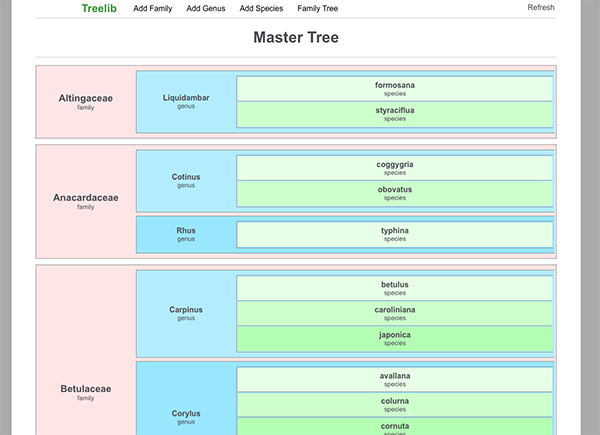 Treelib Add Family Add Genus Add Species Family Tree Refresh
Master Tree
Altingaceae
family
Liquidambar
genus
formosana
species
styraciflua
species
Anacardaceae
family
Cotinus
genus
coggygria
species
obovatus
species
Rhus
genus
typhina
species
Betulaceae
family
Carpinus
genus
betulus
species
caroliniana
species
japonica
species
Corylus
genus
avallana
species
colurna
species
cornuta
species